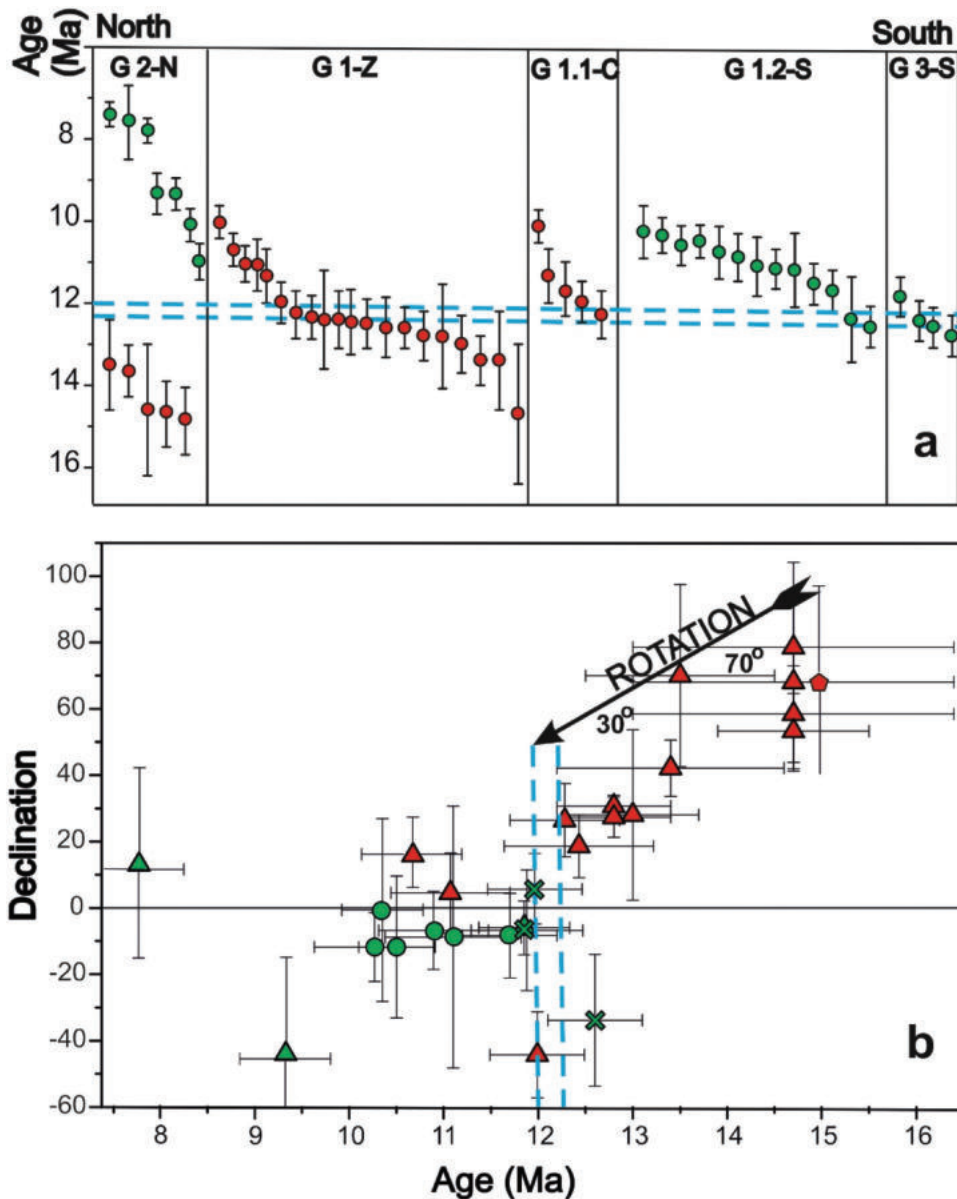 North South
Age (Ma)
G 2-N G 1-Z G 1.1-C G 1.2-S G 3-S
8
10
12
14
16
a
100
80
60
40
20
0
-20
-40
-60
Declination
ROTATION
70o
30o
b
8 9 10 11 12 13 14 15 16
Age (Ma)